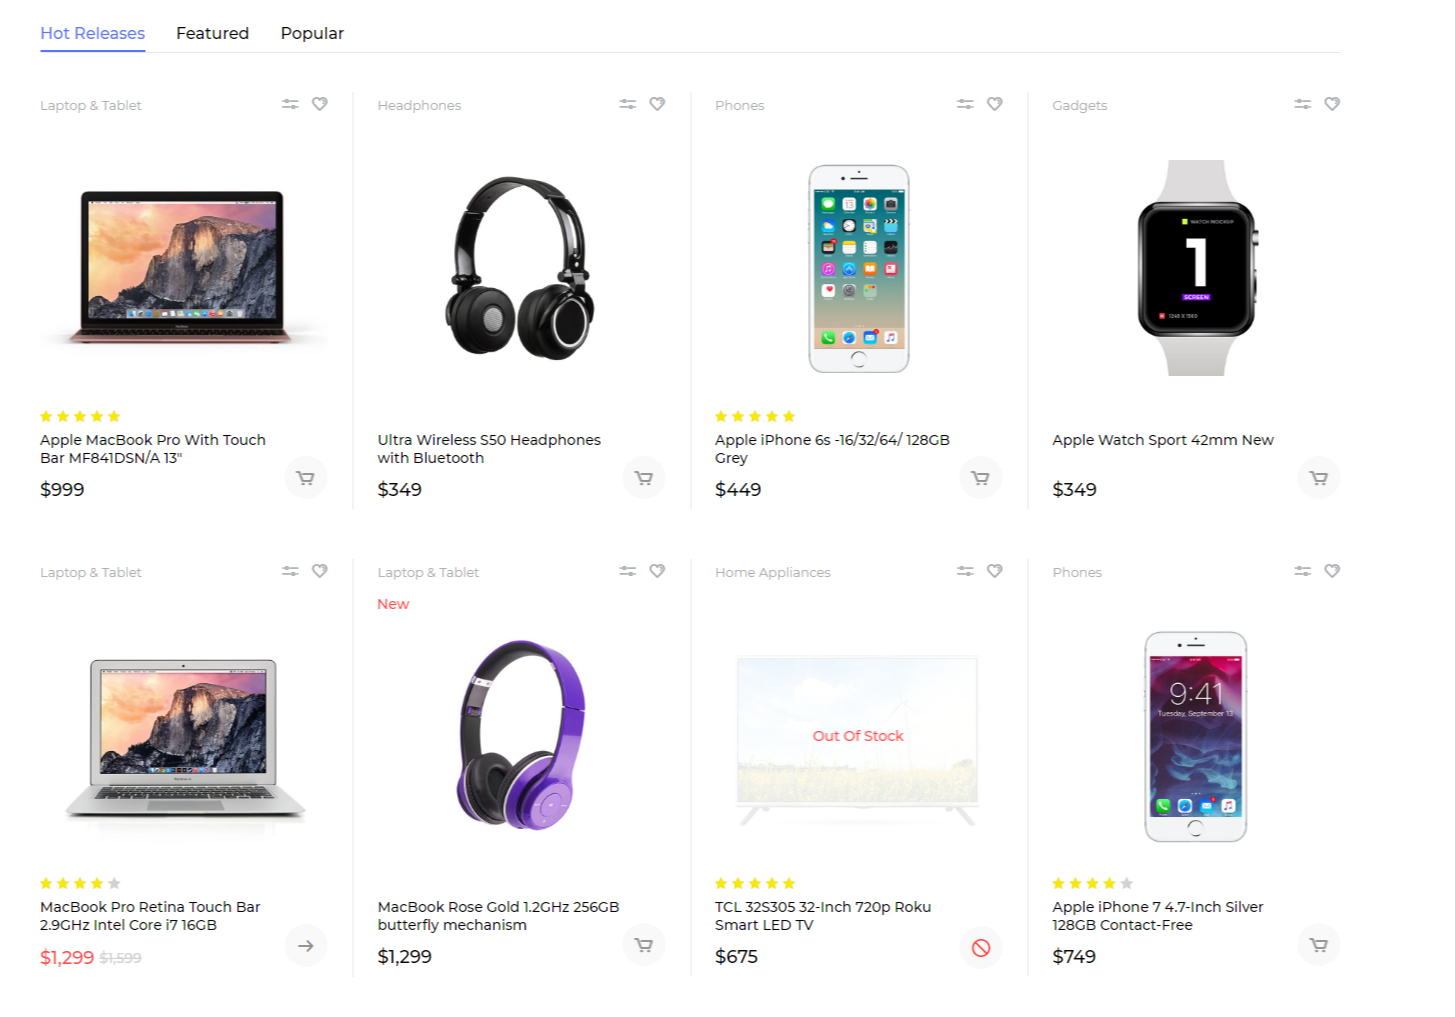 Hot Releases Featured Popular
Laptop & Tablet
Headphones
Phones
Gadgets
WATCH MOCKUP
1
SCREEN
Apple MacBook Pro With Touch
Bar MF841DSN/A 13"
$999
Ultra Wireless S50 Headphones
with Bluetooth
$349
Apple iPhone 6s -16/32/64/ 128GB
Grey
$449
Apple Watch Sport 42mm New
$349
Laptop & Tablet
Laptop & Tablet
New
Home Appliances
Out Of Stock
Phones
9:41
Tuesday, September 13
MacBook Pro Retina Touch Bar
2.9GHz Intel Core i7 16GB
$1,299 $1,599
MacBook Rose Gold 1.2GHz 256GB
butterfly mechanism
$1,299
TCL 32S305 32-Inch 720p Roku
Smart LED TV
$675
Apple iPhone 7 4.7-Inch Silver
128GB Contact-Free
$749